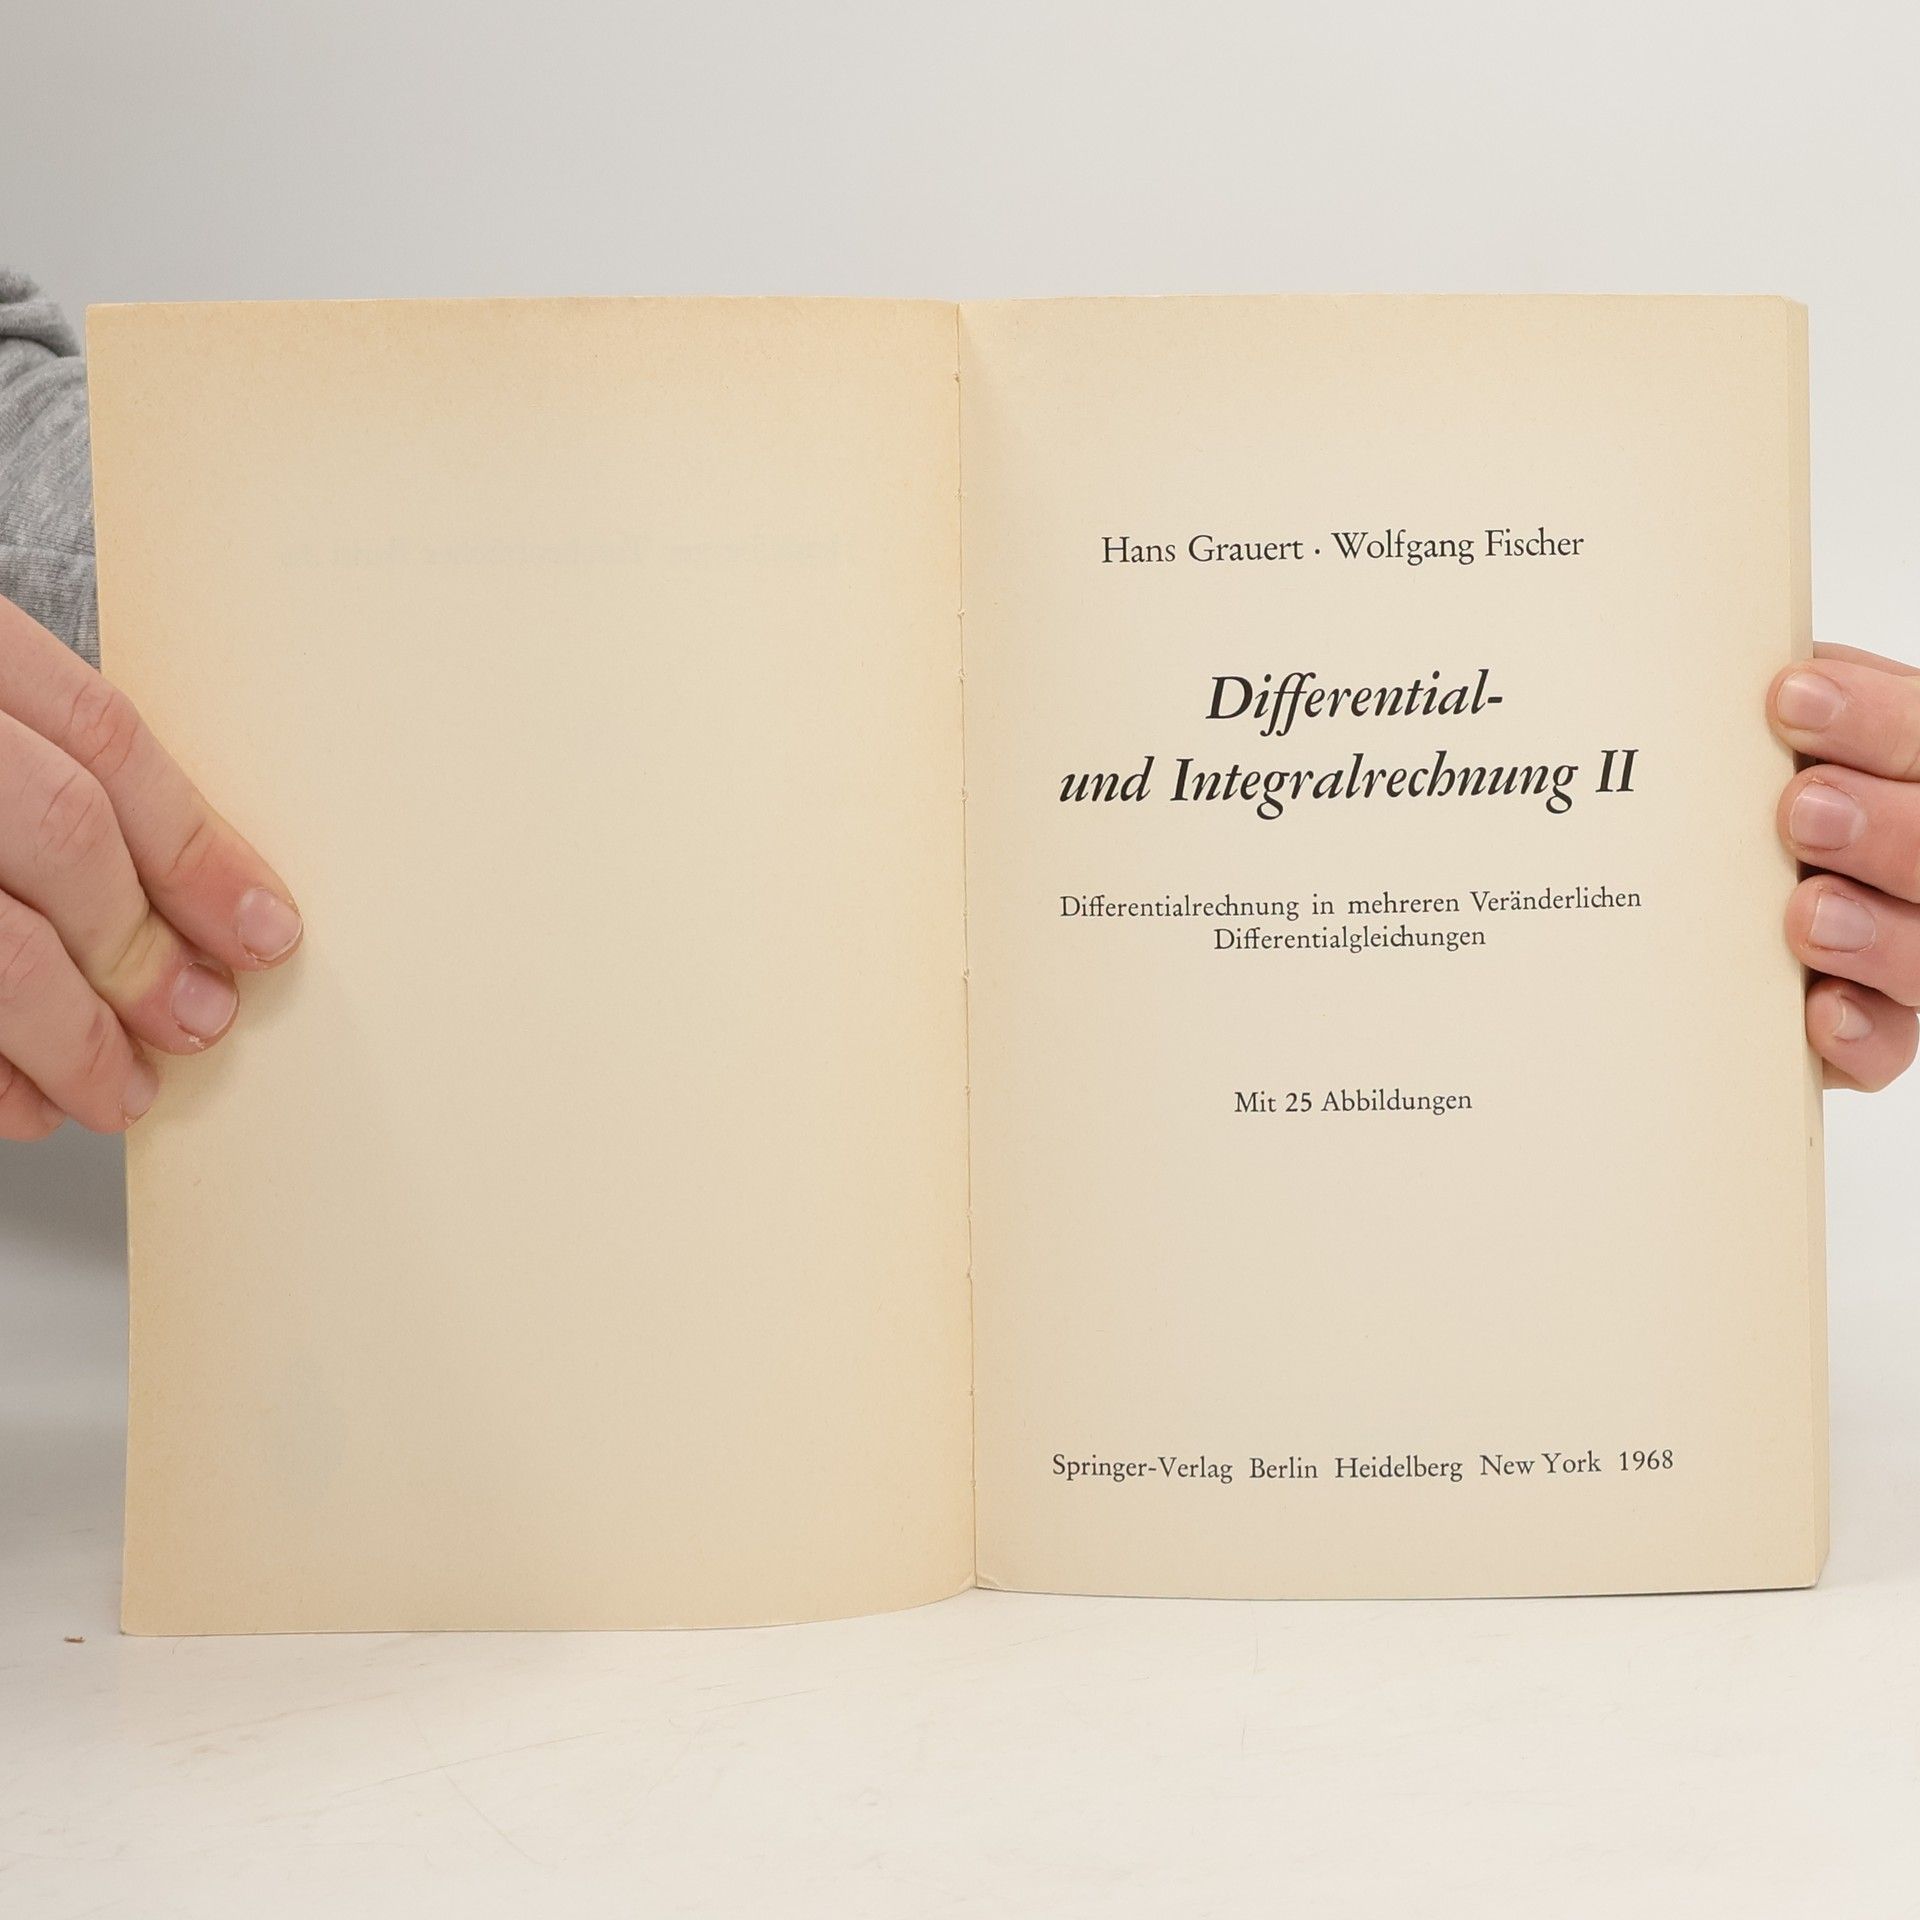 Hans Grauert · Wolfgang Fischer
Differential-
und Integralrechnung II
Differentialrechnung in mehreren Veränderlichen
Differentialgleichungen
Mit 25 Abbildungen
Springer-Verlag Berlin Heidelberg New York 1968